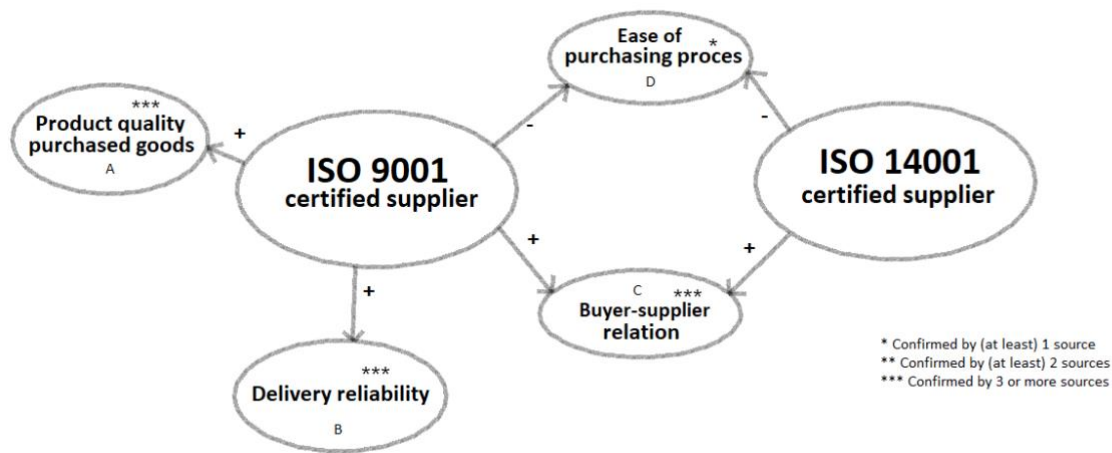 Ease of
purchasing proces *
D
***
Product quality
purchased goods
A
+
ISO 9001
certified supplier
-
-
ISO 14001
certified supplier
+
+
+
C ***
Buyer-supplier
relation
***
Delivery reliability
B
* Confirmed by (at least) 1 source
** Confirmed by (at least) 2 sources
*** Confirmed by 3 or more sources